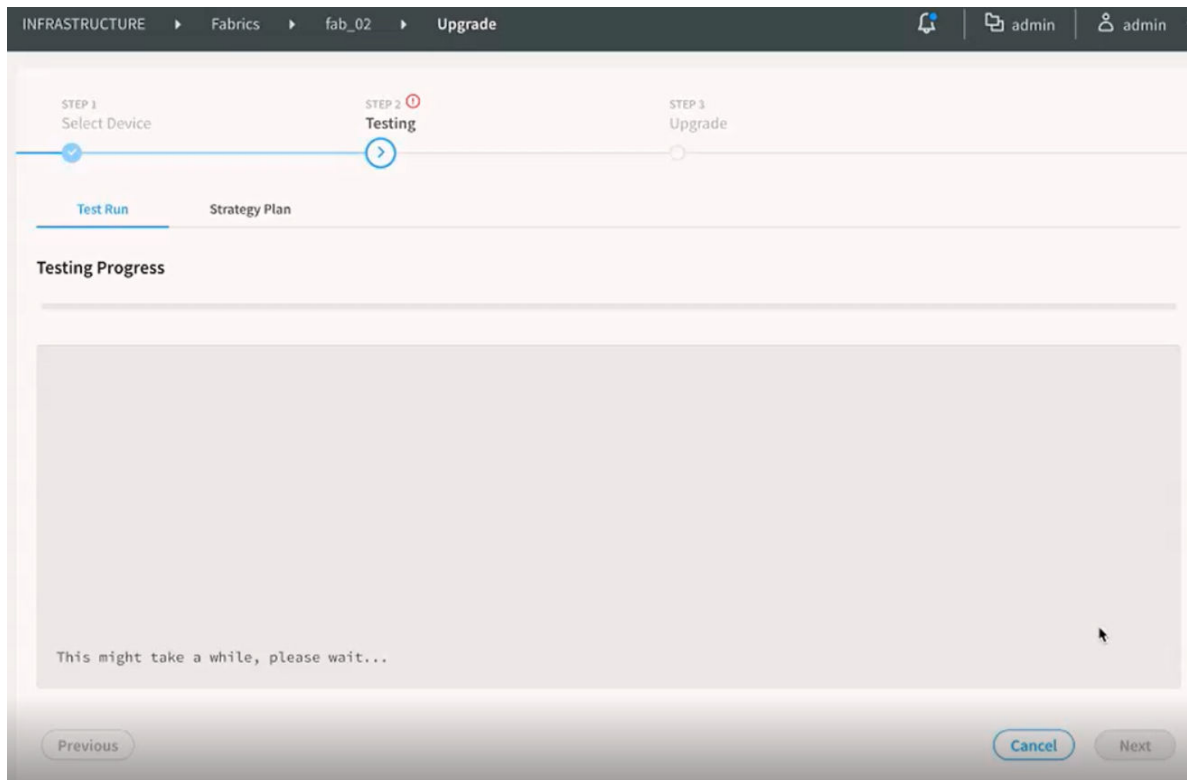 INFRASTRUCTURE Fabrics fab_02 Upgrade admin admin
STEP 1 STEP 2 STEP 3
Select Device Testing Upgrade
Test Run Strategy Plan
Testing Progress
This might take a while, please wait...
Previous Cancel Next